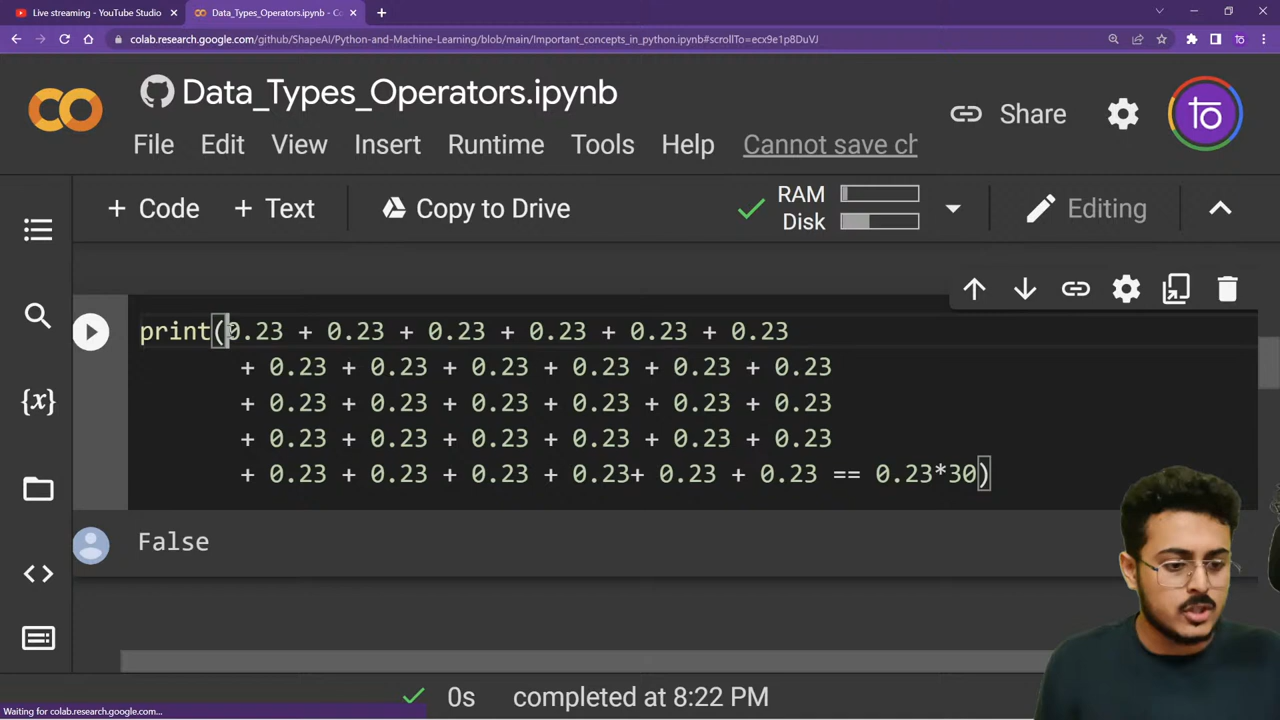 Live streaming - YouTube Studio
Data_Types_Operators.ipynb - Co
colab.research.google.com/github/ShapeAI/Python-and-Machine-Learning/blob/main/Important_concepts_in_python.ipynb#scrollTo=ecx9e1p8DuVJ
Data_Types_Operators.ipynb
Share
File Edit View Insert Runtime Tools Help Cannot save ch
+ Code + Text Copy to Drive
RAM
Disk
Editing
{x}
print(0.23 + 0.23 + 0.23 + 0.23 + 0.23 + 0.23
+ 0.23 + 0.23 + 0.23 + 0.23 + 0.23 + 0.23
+ 0.23 + 0.23 + 0.23 + 0.23 + 0.23 + 0.23
+ 0.23 + 0.23 + 0.23 + 0.23 + 0.23 + 0.23
+ 0.23 + 0.23 + 0.23 + 0.23+ 0.23 + 0.23 == 0.23*30)
False
0s completed at 8:22 PM
Waiting for colab.research.google.com...